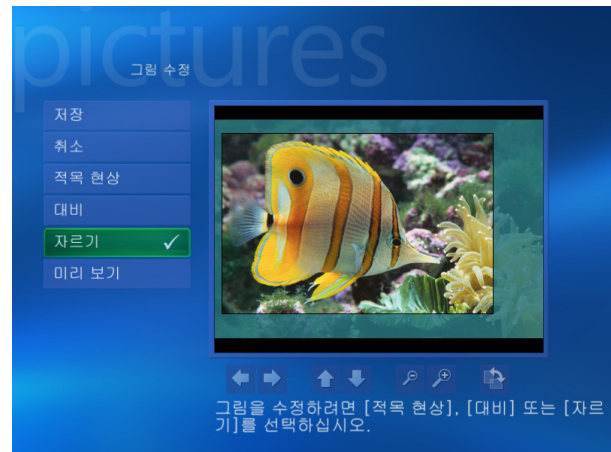 pictures
그림 수정
저장
취소
적목 현상
대비
자르기
미리 보기
그림을 수정하려면 [적목 현상], [대비] 또는 [자르
기]를 선택하십시오.